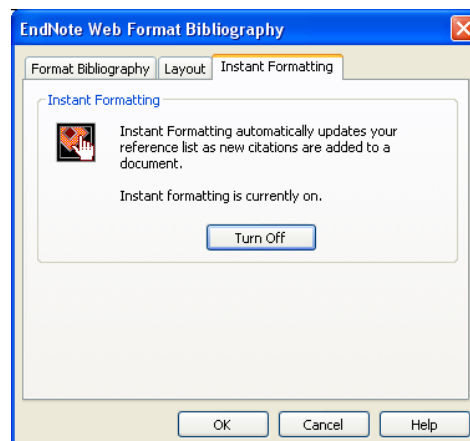 EndNote Web Format Bibliography
Format Bibliography Layout Instant Formatting
Instant Formatting
Instant Formatting automatically updates your
reference list as new citations are added to a
document.
Instant formatting is currently on.
Turn Off
OK Cancel Help